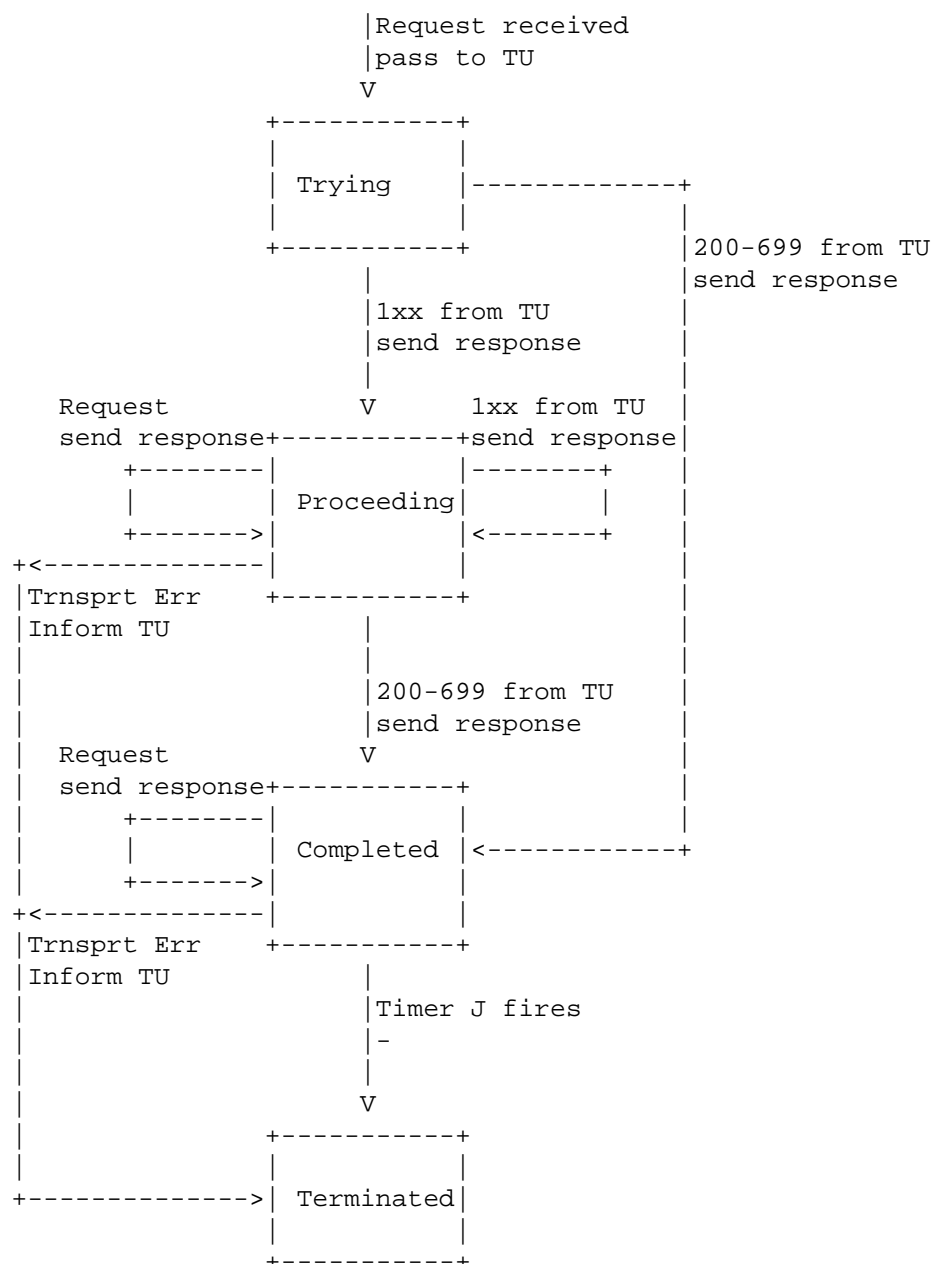 Request received
pass to TU
V
Trying
200-699 from TU
send response
1xx from TU
send response
Request V 1xx from TU
send response send response
Proceeding
Trnsprt Err
Inform TU
200-699 from TU
send response
Request V
send response
Completed
Trnsprt Err
Inform TU
Timer J fires
-
V
Terminated